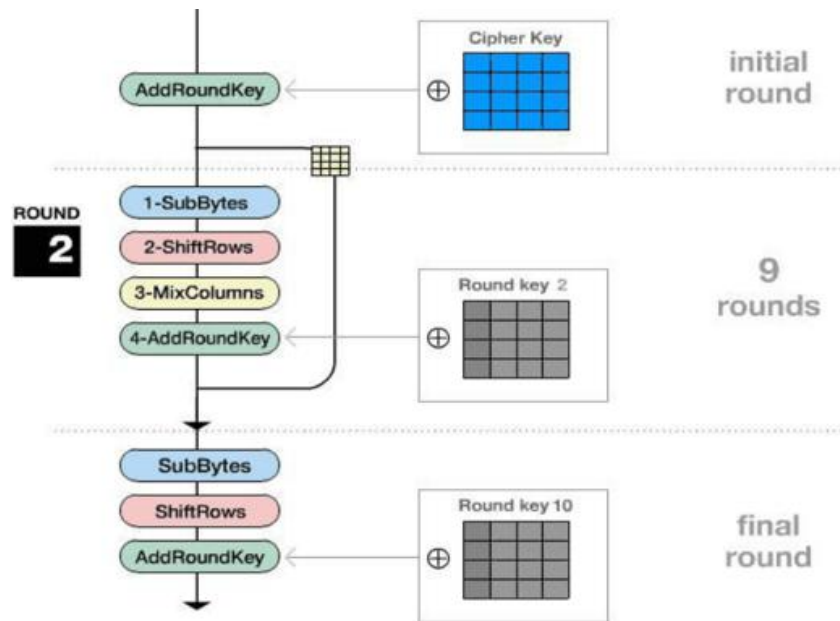 Cipher Key
AddRoundKey
initial
round
ROUND
2
1-SubBytes
2-ShiftRows
3-MixColumns
4-AddRoundKey
Round key 2
9
rounds
SubBytes
ShiftRows
AddRoundKey
Round key 10
final
round